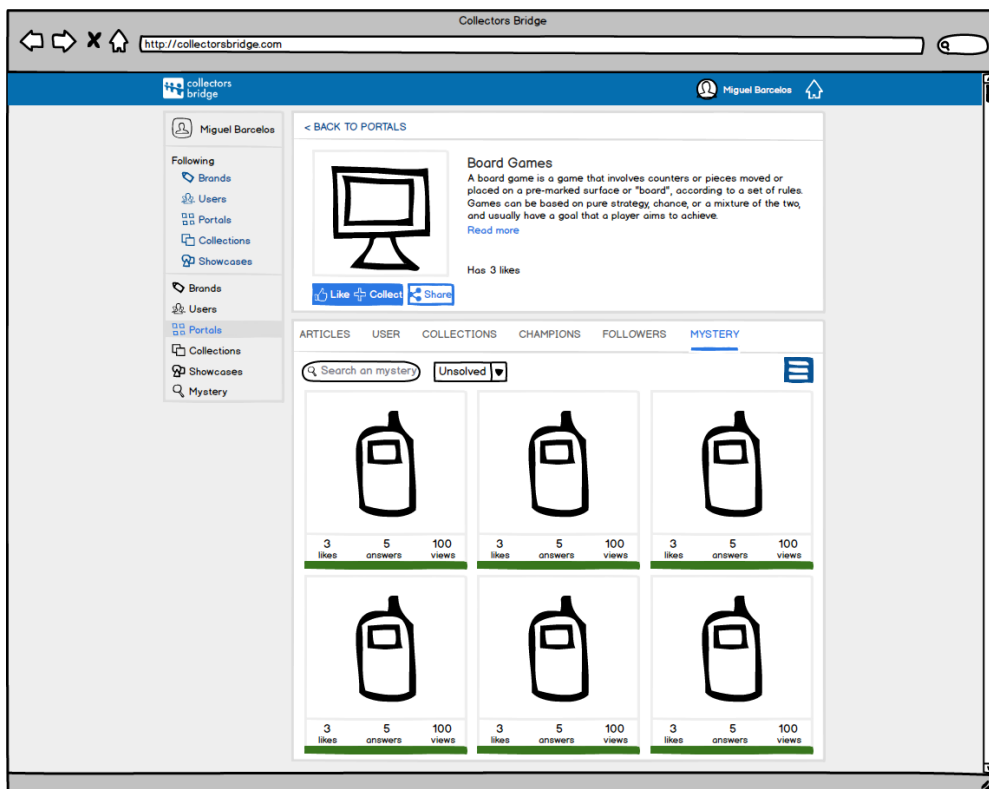 Collectors Bridge
http://collectorsbridge.com
collectors
bridge
Miguel Barcelos
Miguel Barcelos
Following
Brands
Users
Portals
Collections
Showcases
Brands
Users
Portals
Collections
Showcases
Mystery
< BACK TO PORTALS
Board Games
A board game is a game that involves counters or pieces moved or
placed on a pre-marked surface or "board", according to a set of rules.
Games can be based on pure strategy, chance, or a mixture of the two,
and usually have a goal that a player aims to achieve.
Read more
Has 3 likes
Like Collect Share
ARTICLES USER COLLECTIONS CHAMPIONS FOLLOWERS MYSTERY
Search an mystery Unsolved
3 5 100 3 5 100 3 5 100
likes answers views likes answers views likes answers views
3 5 100 3 5 100 3 5 100
likes answers views likes answers views likes answers views